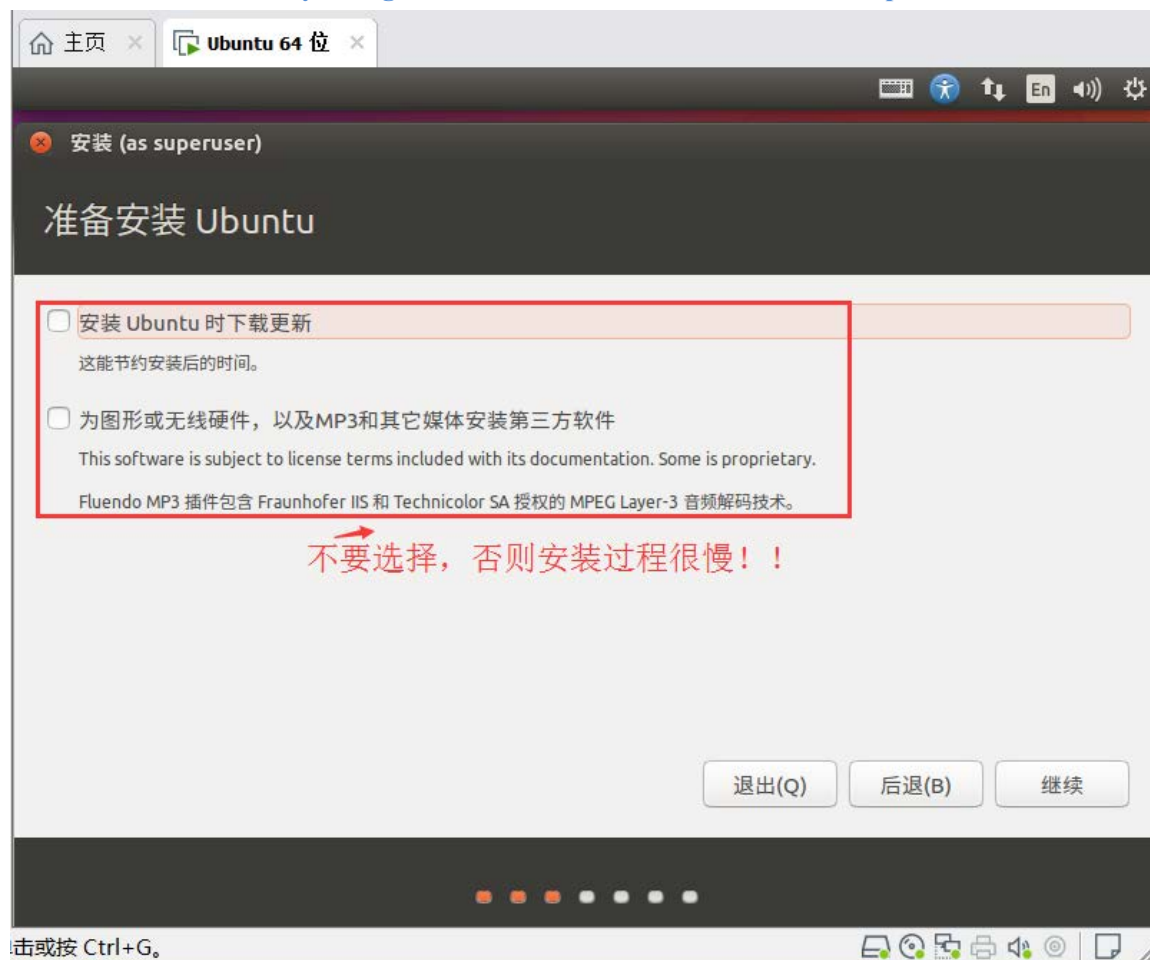 主页
Ubuntu 64 位
En
安装 (as superuser)
准备安装 Ubuntu
安装 Ubuntu 时下载更新
这能节约安装后的时间。
为图形或无线硬件，以及MP3和其它媒体安装第三方软件
This software is subject to license terms included with its documentation. Some is proprietary.
Fluendo MP3 插件包含 Fraunhofer IIS 和 Technicolor SA 授权的 MPEG Layer-3 音频解码技术。
不要选择，否则安装过程很慢！！
退出(Q)
后退(B)
继续
击或按 Ctrl+G。